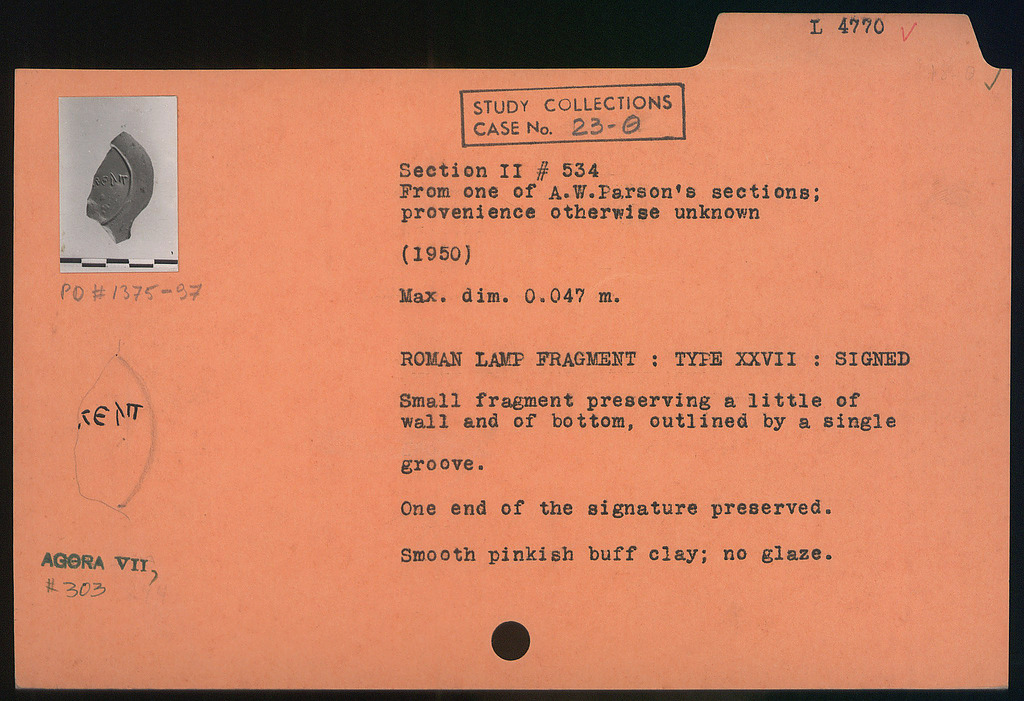 L 4770
STUDY COLLECTIONS
CASE No. 23-Θ
Section II # 534
From one of A.W.Parson's sections;
provenience otherwise unknown
(1950)
Max. dim. 0.047 m.
PD # 1375-97
ROMAN LAMP FRAGMENT : TYPE XXVII : SIGNED
Small fragment preserving a little of
wall and of bottom, outlined by a single
groove.
One end of the signature preserved.
Smooth pinkish buff clay; no glaze.
AGORA VII,
# 303